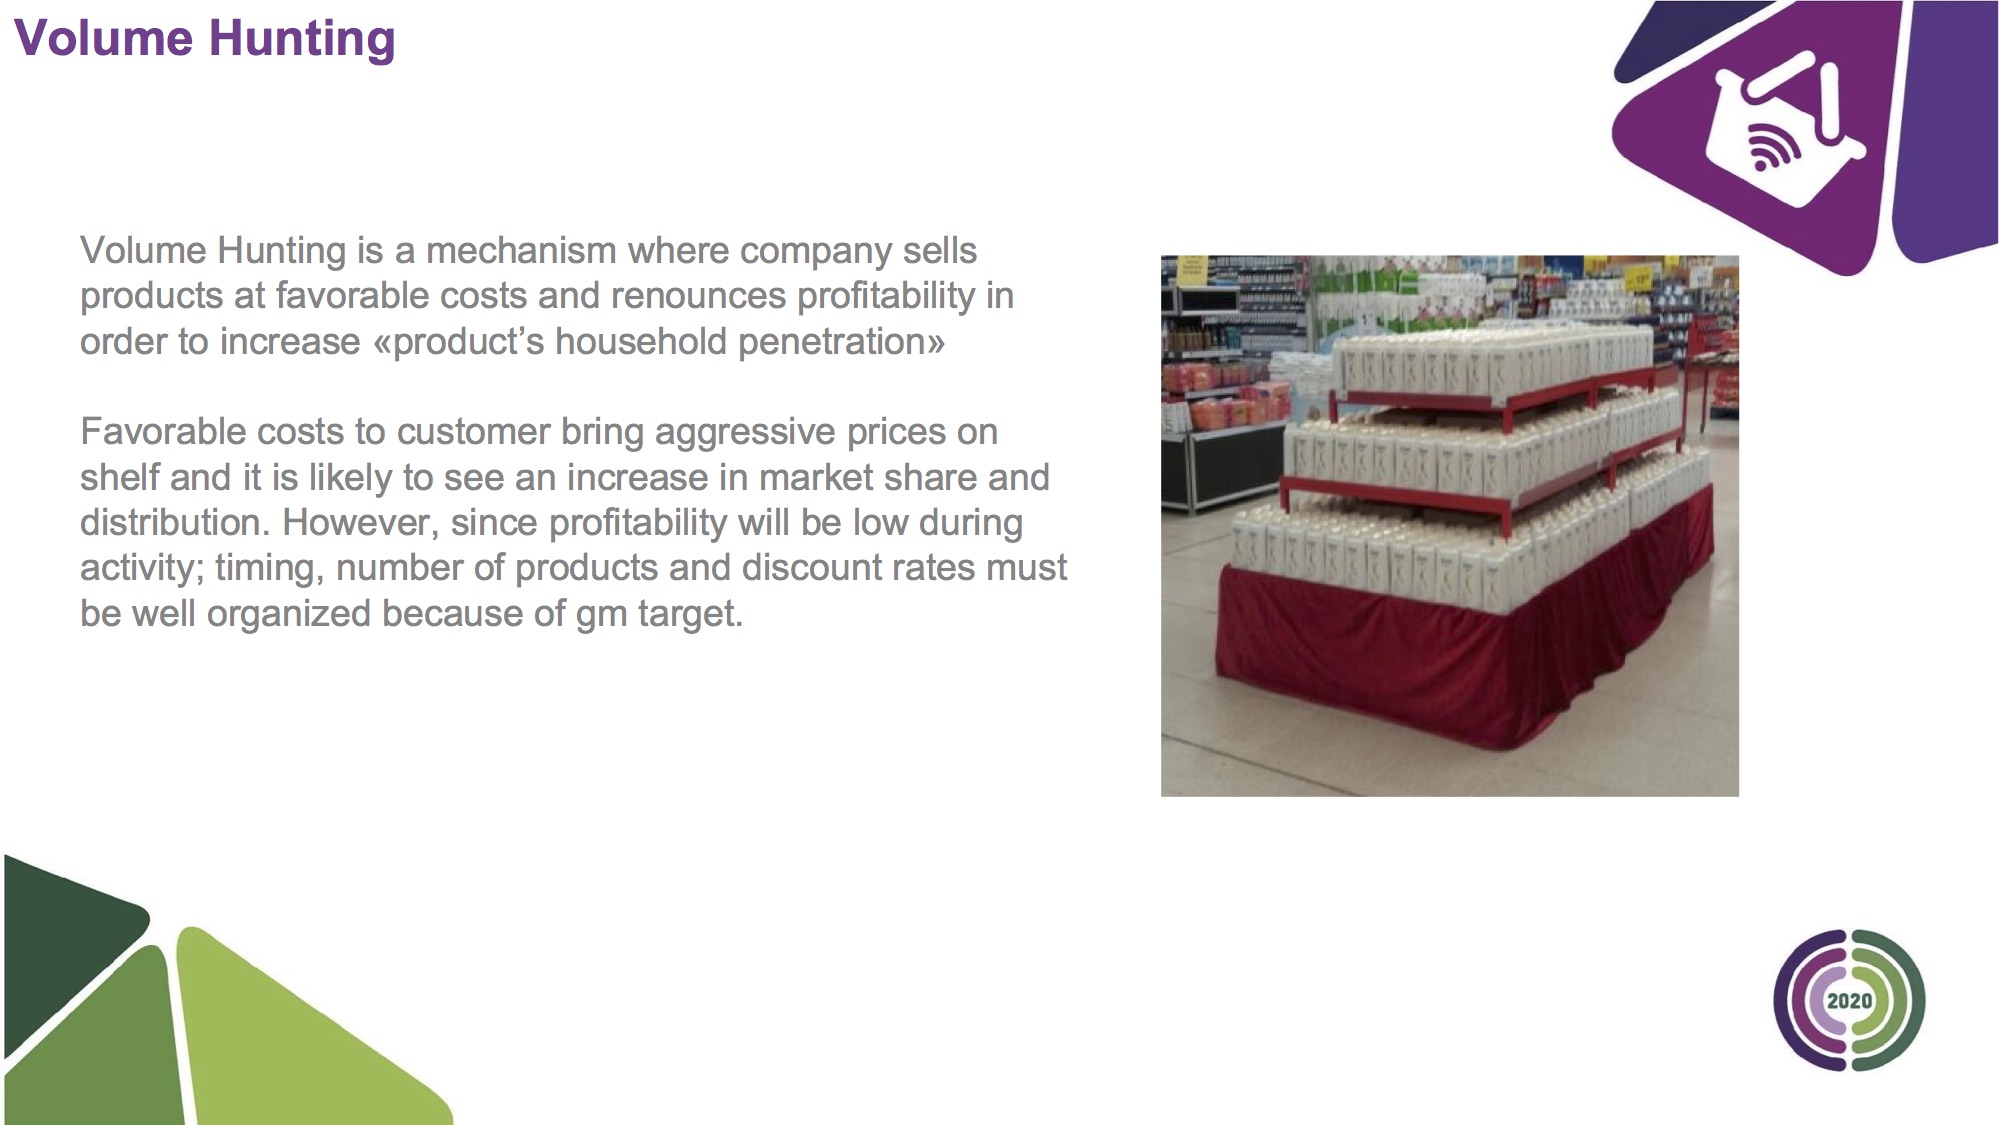 Volume Hunting
Volume Hunting is a mechanism where company sells
products at favorable costs and renounces profitability in
order to increase «product’s household penetration»
Favorable costs to customer bring aggressive prices on
shelf and it is likely to see an increase in market share and
distribution. However, since profitability will be low during
activity; timing, number of products and discount rates must
be well organized because of gm target.
2020